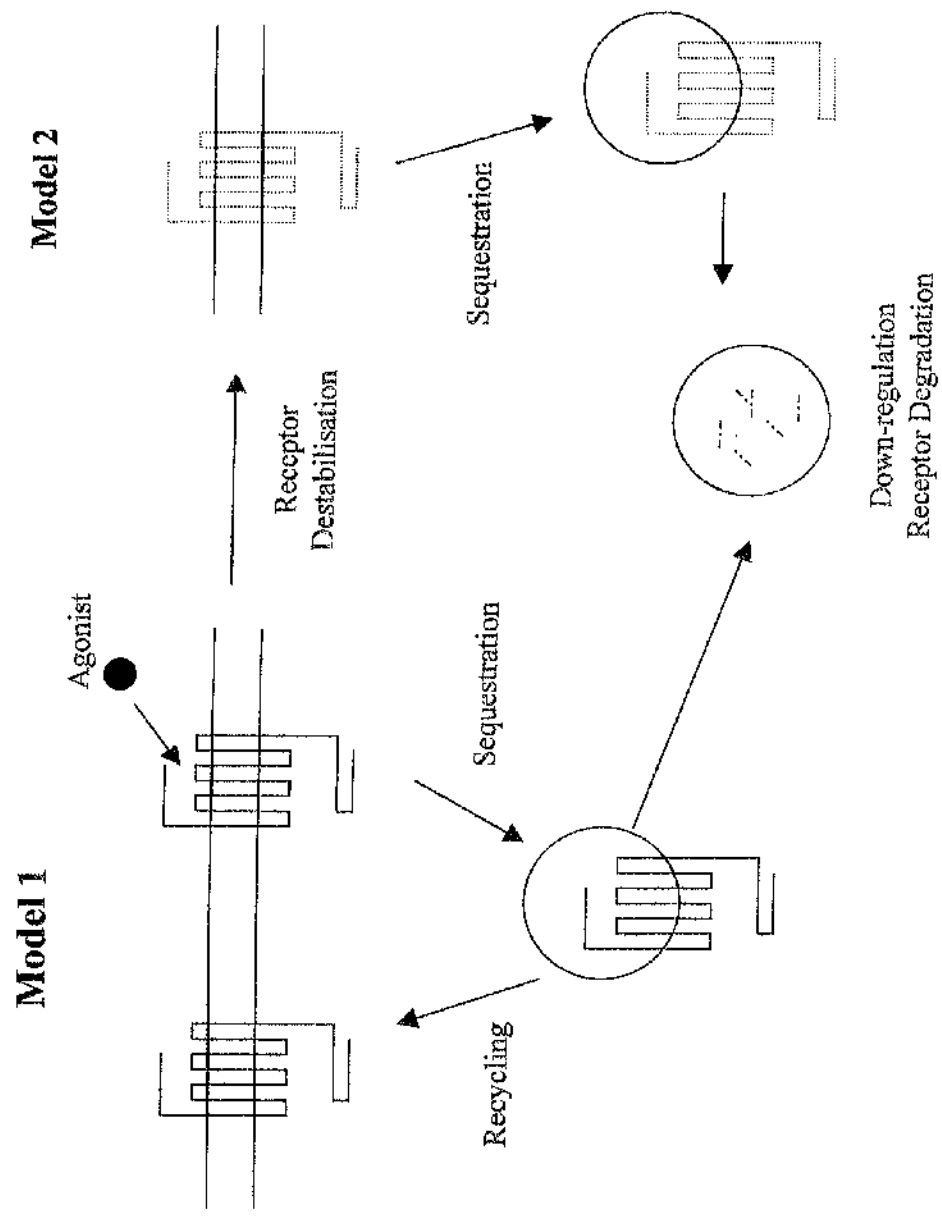 Model 1
Model 2
Agonist
Receptor
Destabilisation
Sequestration
Sequestration
Recycling
Down-regulation
Receptor Degradation